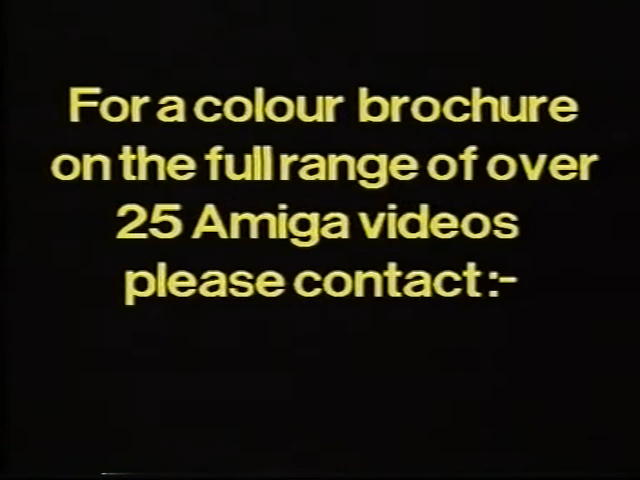 For a colour brochure
on the full range of over
25 Amiga videos
please contact:-